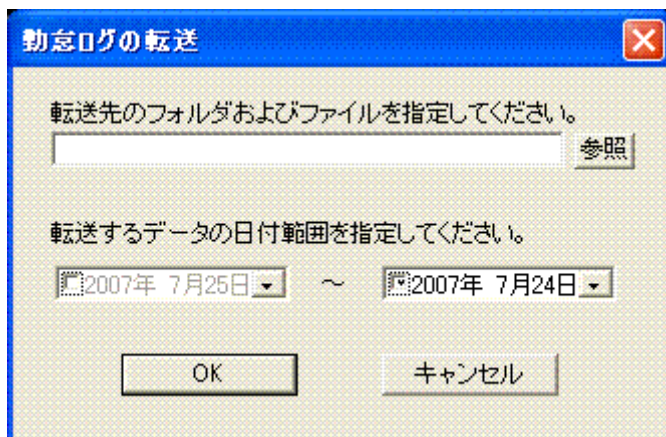 勤怠ログの転送
転送先のフォルダおよびファイルを指定してください。
参照
転送するデータの日付範囲を指定してください。
2007年 7月25日 ～ 2007年 7月24日
OK キャンセル